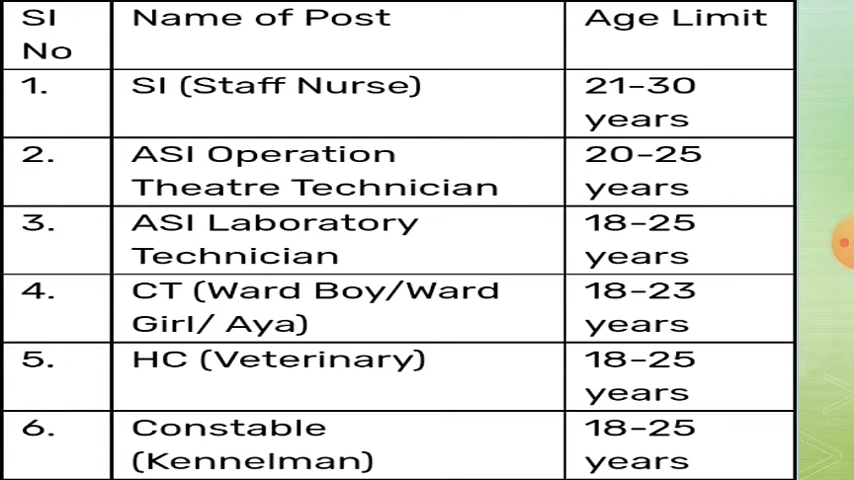 SI Name of Post Age Limit
No
1. SI (Staff Nurse) 21-30
years
2. ASI Operation 20-25
Theatre Technician years
3. ASI Laboratory 18-25
Technician years
4. CT (Ward Boy/Ward 18-23
Girl/ Aya) years
5. HC (Veterinary) 18-25
years
6. Constable 18-25
(Kennelman) years